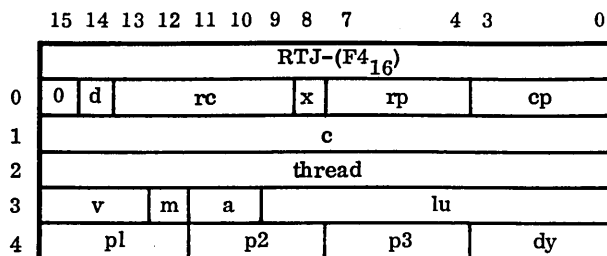 15 14 13 12 11 10 9 8 7 4 3 0
RTJ-(F4₁₆)
0 0 d rc x rp cp
1 c
2 thread
3 v m a lu
4 p1 p2 p3 dy